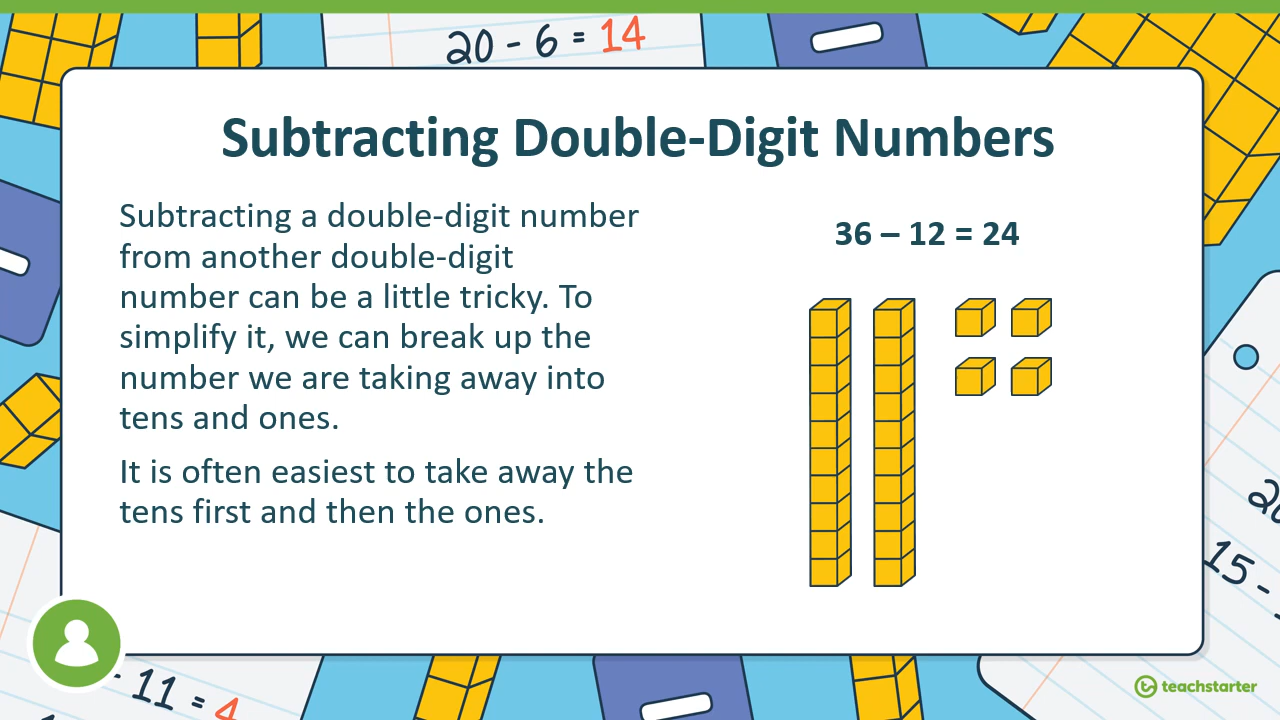 20 - 6 = 14
Subtracting Double-Digit Numbers
Subtracting a double-digit number
from another double-digit
number can be a little tricky. To
simplify it, we can break up the
number we are taking away into
tens and ones.
It is often easiest to take away the
tens first and then the ones.
36 – 12 = 24
15 -
- 11 = 4
teachstarter